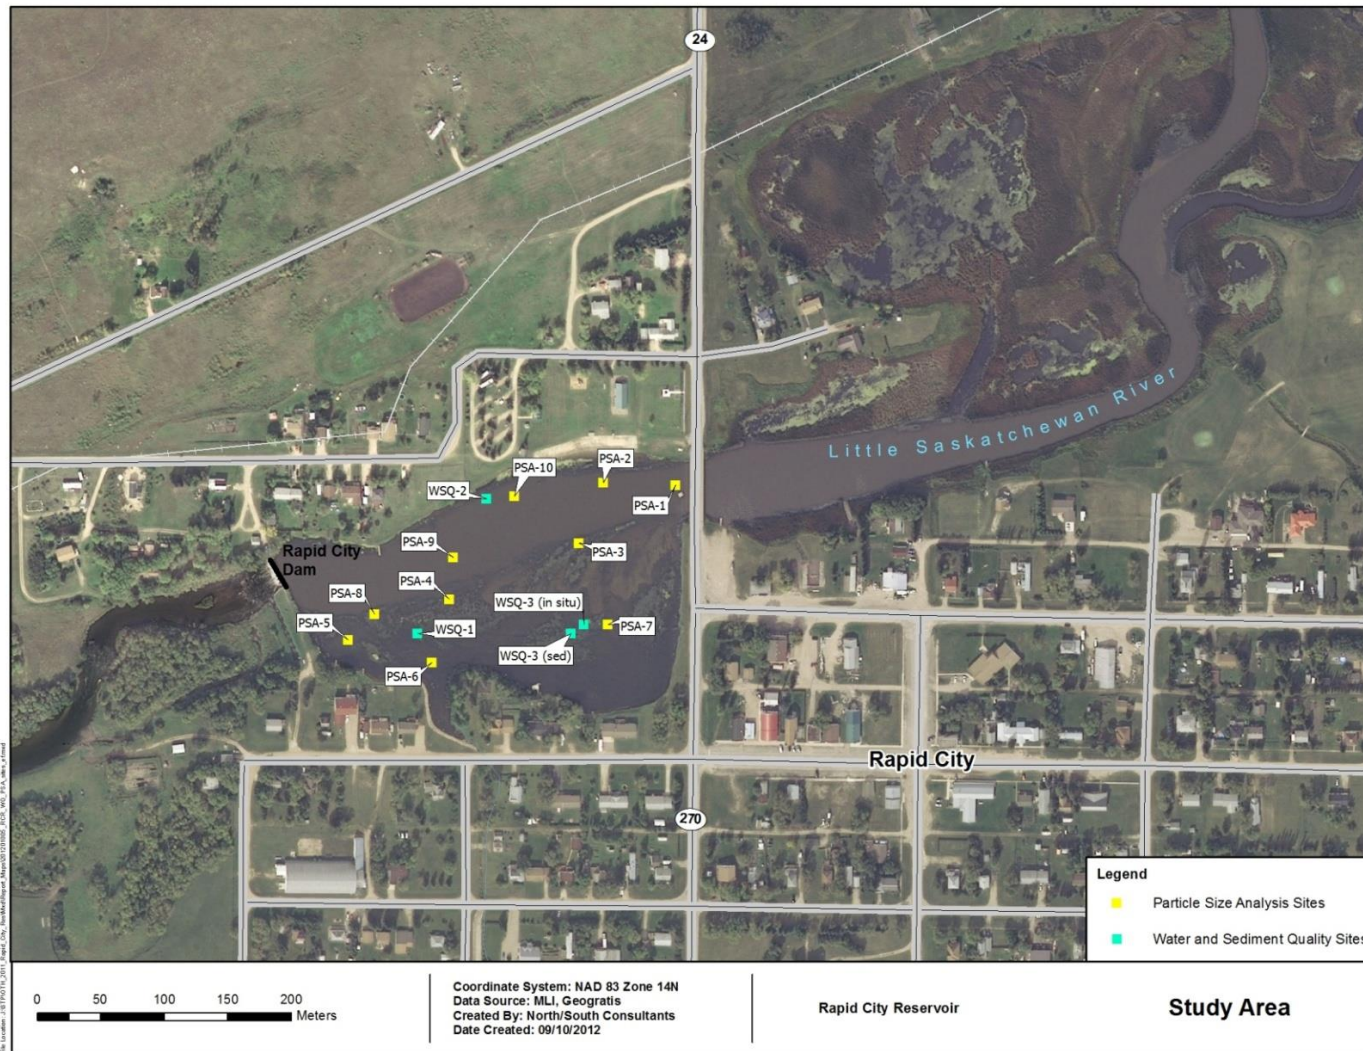 24
Little Saskatchewan River
PSA-2
PSA-10
WSQ-2
PSA-1
PSA-9
PSA-3
Rapid City
Dam
PSA-4
PSA-8
WSQ-3 (in situ)
PSA-5
WSQ-1
PSA-7
WSQ-3 (sed)
PSA-6
Rapid City
270
Legend
Particle Size Analysis Sites
Water and Sediment Quality Sites
0 50 100 150 200
Meters
Coordinate System: NAD 83 Zone 14N
Data Source: MLI, Geogratis
Created By: North/South Consultants
Date Created: 09/10/2012
Rapid City Reservoir
Study Area